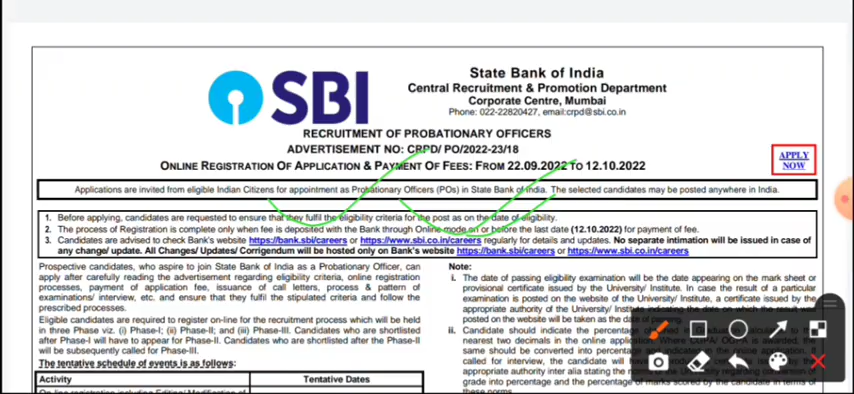 SBI
State Bank of India
Central Recruitment & Promotion Department
Corporate Centre, Mumbai
Phone: 022-22820427, email:crpd@sbi.co.in
RECRUITMENT OF PROBATIONARY OFFICERS
ADVERTISEMENT NO: CRPD/ PO/2022-23/18
ONLINE REGISTRATION OF APPLICATION & PAYMENT OF FEES: FROM 22.09.2022 TO 12.10.2022
APPLY
NOW
Applications are invited from eligible Indian Citizens for appointment as Probationary Officers (POs) in State Bank of India. The selected candidates may be posted anywhere in India.
1. Before applying, candidates are requested to ensure that they fulfil the eligibility criteria for the post as on the date of eligibility.
2. The process of Registration is complete only when fee is deposited with the Bank through Online mode on or before the last date (12.10.2022) for payment of fee.
3. Candidates are advised to check Bank's website https://bank.sbi/careers or https://www.sbi.co.in/careers regularly for details and updates. No separate intimation will be issued in case of
any change/ update. All Changes/ Updates/ Corrigendum will be hosted only on Bank's website https://bank.sbi/careers or https://www.sbi.co.in/careers
Prospective candidates, who aspire to join State Bank of India as a Probationary Officer, can
apply after carefully reading the advertisement regarding eligibility criteria, online registration
processes, payment of application fee, issuance of call letters, process & pattern of
examinations/ interview, etc. and ensure that they fulfil the stipulated criteria and follow the
prescribed processes.
Eligible candidates are required to register on-line for the recruitment process which will be held
in three Phase viz. (i) Phase-I; (ii) Phase-II; and (iii) Phase-III. Candidates who are shortlisted
after Phase-I will have to appear for Phase-II. Candidates who are shortlisted after the Phase-II
will be subsequently called for Phase-III.
The tentative schedule of events is as follows:
Activity Tentative Dates
On-line registration including Editing/ Modification of
Note:
i. The date of passing eligibility examination will be the date appearing on the mark sheet or
provisional certificate issued by the University/ Institute. In case the result of a particular
examination is posted on the website of the University/ Institute, a certificate issued by the
appropriate authority of the University/ Institute indicating the date on which the result was
posted on the website will be taken as the date of passing.
ii. Candidate should indicate the percentage
nearest two decimals in the online application. Where CGPA/ OGPA is awarded, the
same should be converted into percentage
called for interview, the candidate will
appropriate authority inter alia stating the
grade into percentage and the percentage of marks scored by the candidate in terms of
these norms.